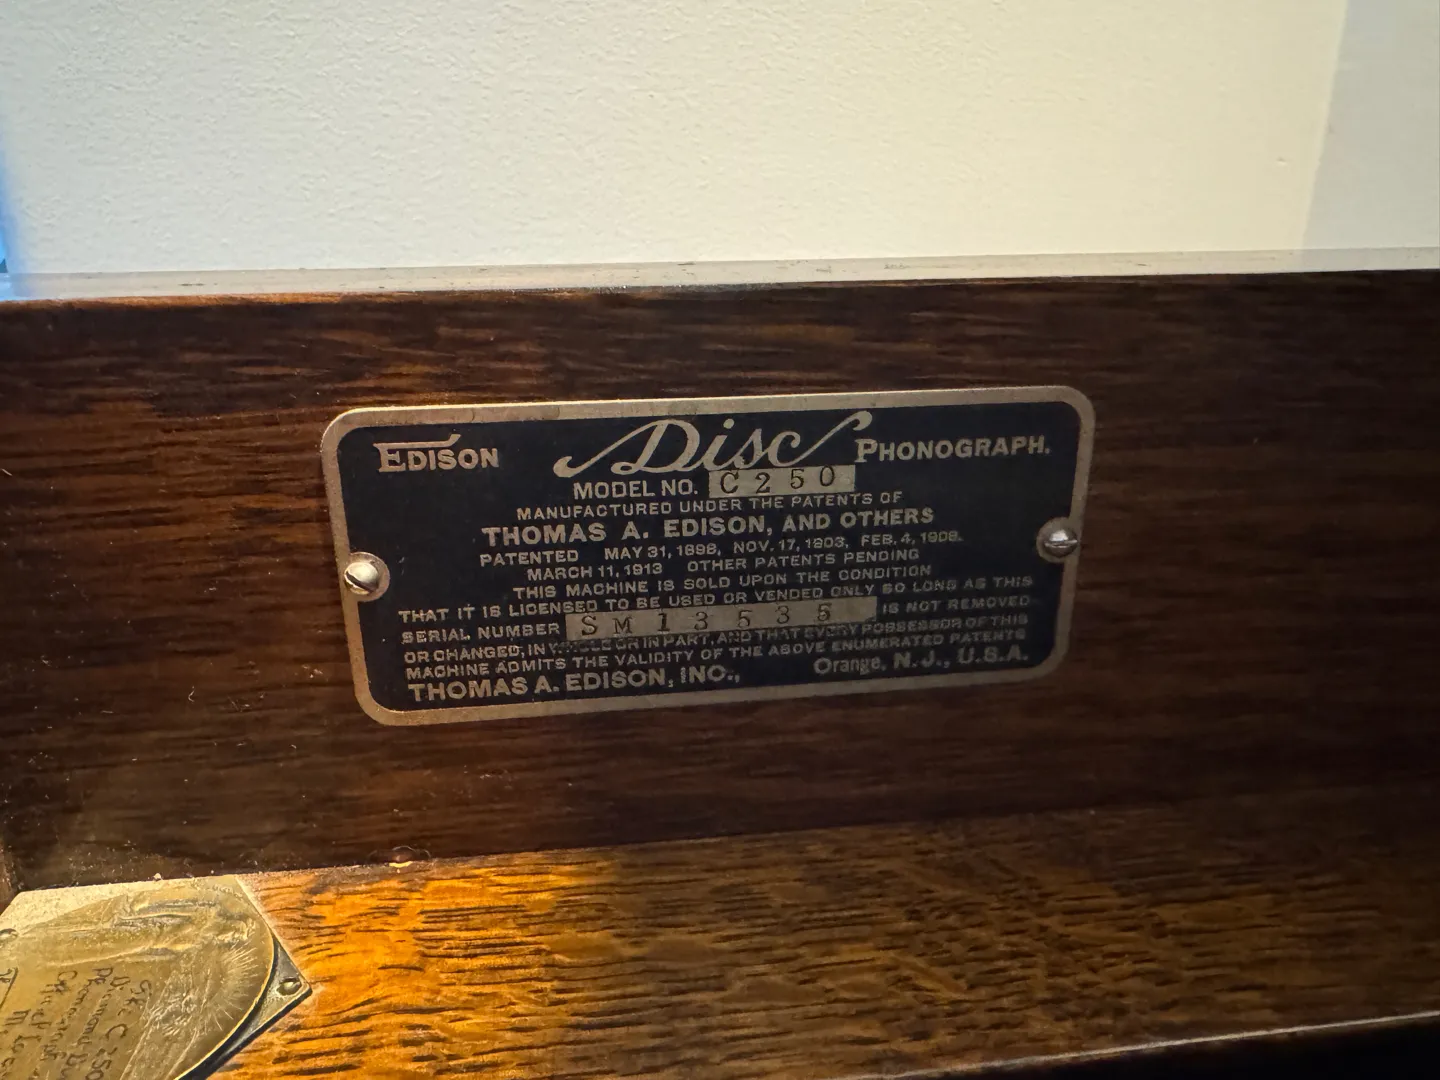 EDISON Disc PHONOGRAPH.
MODEL NO. C250
MANUFACTURED UNDER THE PATENTS OF
THOMAS A. EDISON, AND OTHERS
PATENTED MAY 31, 1898, NOV. 17, 1903, FEB. 4, 1908.
MARCH 11, 1913 OTHER PATENTS PENDING
THIS MACHINE IS SOLD UPON THE CONDITION
THAT IT IS LICENSED TO BE USED OR VENDED ONLY SO LONG AS THIS
SERIAL NUMBER SM13535 IS NOT REMOVED
OR CHANGED, IN WHOLE OR IN PART, AND THAT EVERY POSSESSOR OF THIS
MACHINE ADMITS THE VALIDITY OF THE ABOVE ENUMERATED PATENTS
THOMAS A. EDISON, INC., Orange, N.J., U.S.A.
C 250